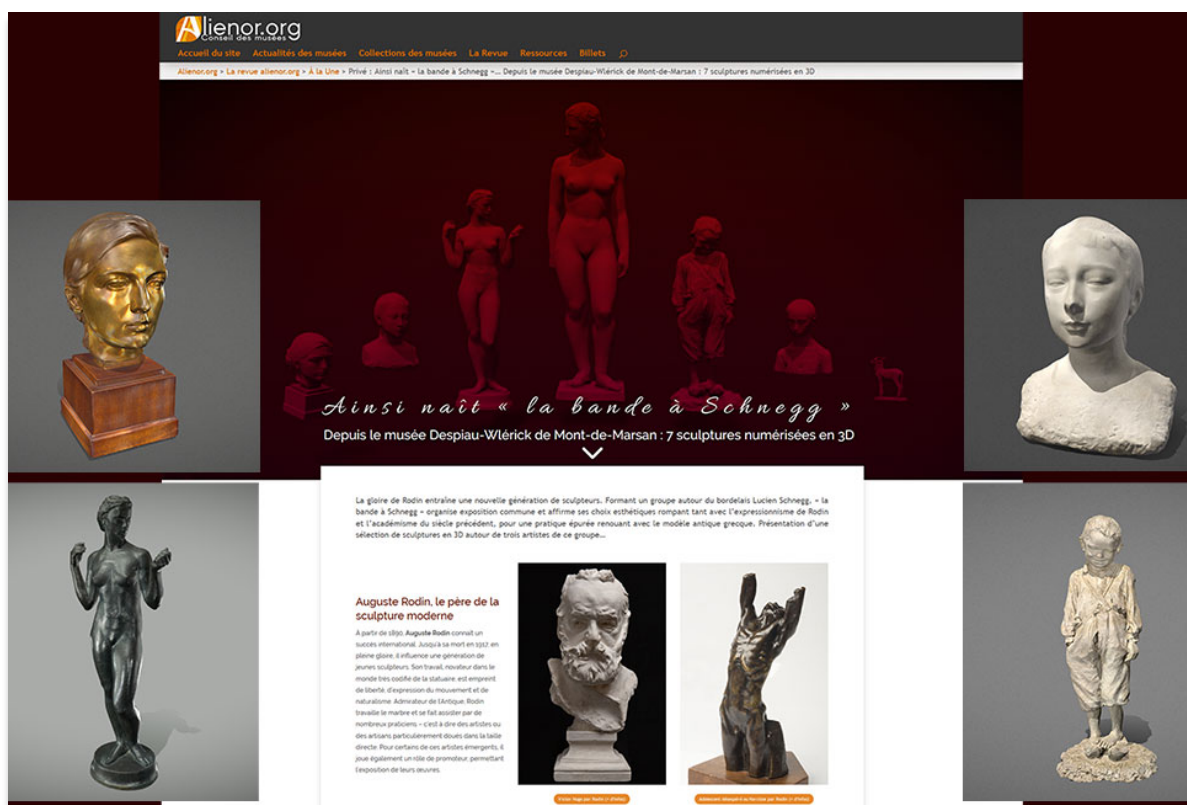 Alienor.org
Conseil des musées
Accueil du site Actualités des musées Collections des musées La Revue Ressources Billets
Alienor.org > La revue alienor.org > À la Une > Privé : Ainsi naît « la bande à Schnegg »... Depuis le musée Despiau-Wlérick de Mont-de-Marsan : 7 sculptures numérisées en 3D
Ainsi naît « la bande à Schnegg »
Depuis le musée Despiau-Wlérick de Mont-de-Marsan : 7 sculptures numérisées en 3D
La gloire de Rodin entraîne une nouvelle génération de sculpteurs. Formant un groupe autour du bordelais Lucien Schnegg, « la
bande à Schnegg » organise exposition commune et affirme ses choix esthétiques rompant tant avec l'expressionnisme de Rodin
et l'académisme du siècle précédent, pour une pratique épurée renouant avec le modèle antique grecque. Présentation d'une
sélection de sculptures en 3D autour de trois artistes de ce groupe...
Auguste Rodin, le père de la
sculpture moderne
À partir de 1890, Auguste Rodin connaît un
succès international. Jusqu'à sa mort en 1917, en
pleine gloire, il influence une génération de
jeunes sculpteurs. Son travail, novateur dans le
monde très codifié de la statuaire, est empreint
de liberté, d'expression du mouvement et de
naturalisme. Admirateur de l'Antique, Rodin
travaille le marbre et se fait assister par de
nombreux praticiens – c'est à dire des artistes ou
des artisans particulièrement doués dans la taille
directe. Pour certains de ces artistes émergents, il
joue également un rôle de promoteur, permettant
l'exposition de leurs œuvres.
Victor Hugo par Rodin (+ d'infos)
par Rodin (+ d'infos)